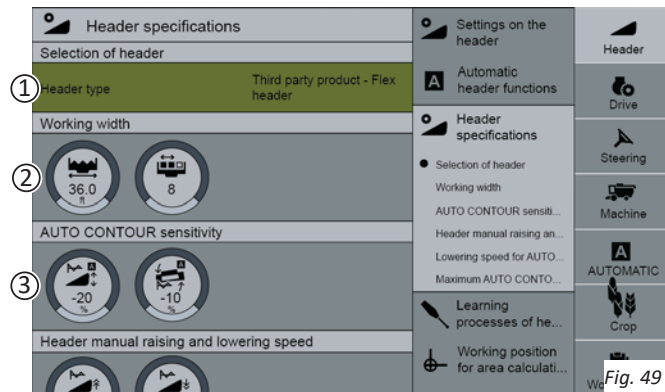 Header specifications
Selection of header
① Header type Third party product - Flex
header
Working width
② 36.0
ft
8
AUTO CONTOUR sensitivity
③ -20
%
-10
%
Header manual raising and lowering speed
Settings on the
header
A Automatic
header functions
Header
specifications
Selection of header
Working width
AUTO CONTOUR sensiti...
Header manual raising an...
Lowering speed for AUTO...
Maximum AUTO CONTO...
Learning
processes of he...
Working position
for area calculati...
Header
Drive
Steering
Machine
A
AUTOMATIC
Crop
Fig. 49